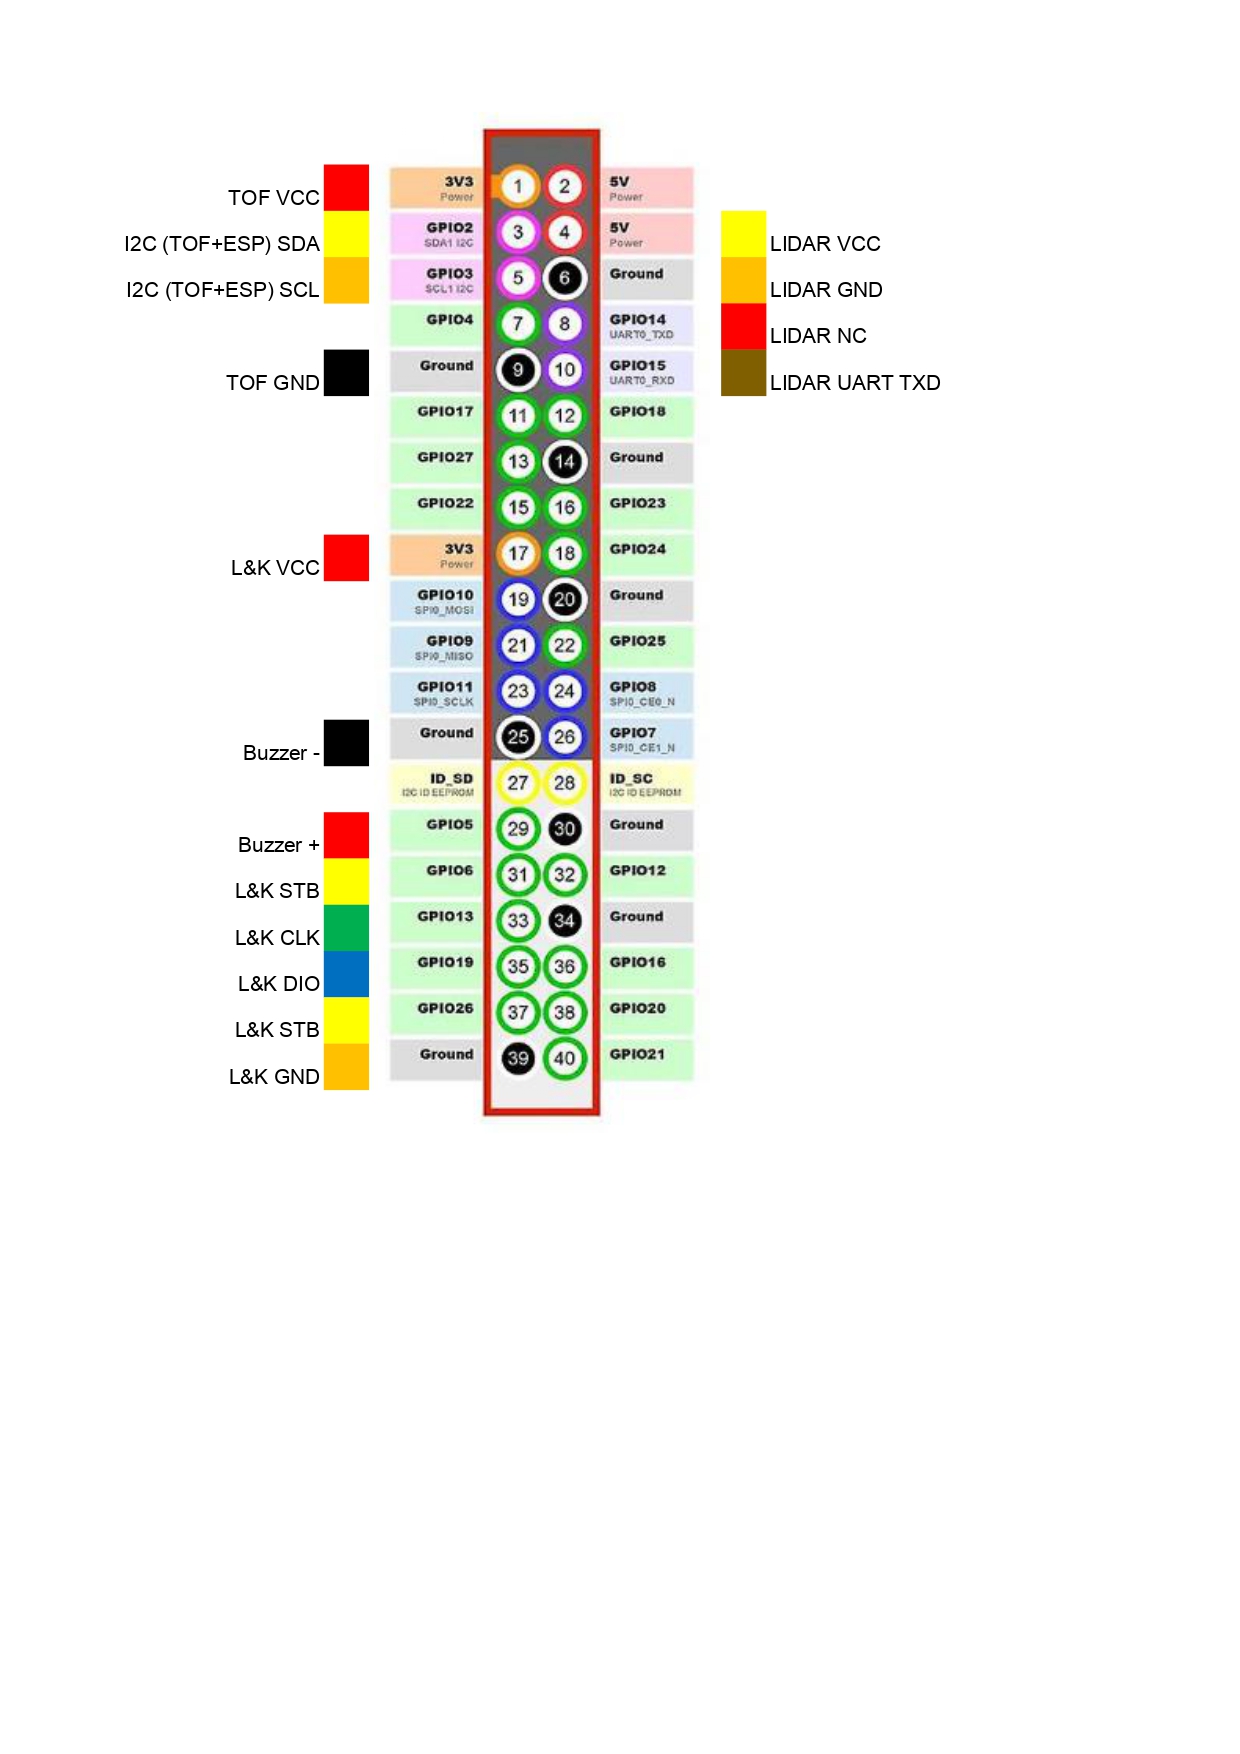 TOF VCC
3V3
Power
1
2
5V
Power
I2C (TOF+ESP) SDA
GPIO2
SDA1 I2C
3
4
5V
Power
LIDAR VCC
I2C (TOF+ESP) SCL
GPIO3
SCL1 I2C
5
6
Ground
LIDAR GND
GPIO4
7
8
GPIO14
UART0_TXD
LIDAR NC
TOF GND
Ground
9
10
GPIO15
UART0_RXD
LIDAR UART TXD
GPIO17
11
12
GPIO18
GPIO27
13
14
Ground
GPIO22
15
16
GPIO23
L&K VCC
3V3
Power
17
18
GPIO24
GPIO10
SPI0_MOSI
19
20
Ground
GPIO9
SPI0_MISO
21
22
GPIO25
GPIO11
SPI0_SCLK
23
24
GPIO8
SPI0_CE0_N
Buzzer -
Ground
25
26
GPIO7
SPI0_CE1_N
ID_SD
I2C ID EEPROM
27
28
ID_SC
I2C ID EEPROM
Buzzer +
GPIO5
29
30
Ground
L&K STB
GPIO6
31
32
GPIO12
L&K CLK
GPIO13
33
34
Ground
L&K DIO
GPIO19
35
36
GPIO16
L&K STB
GPIO26
37
38
GPIO20
L&K GND
Ground
39
40
GPIO21